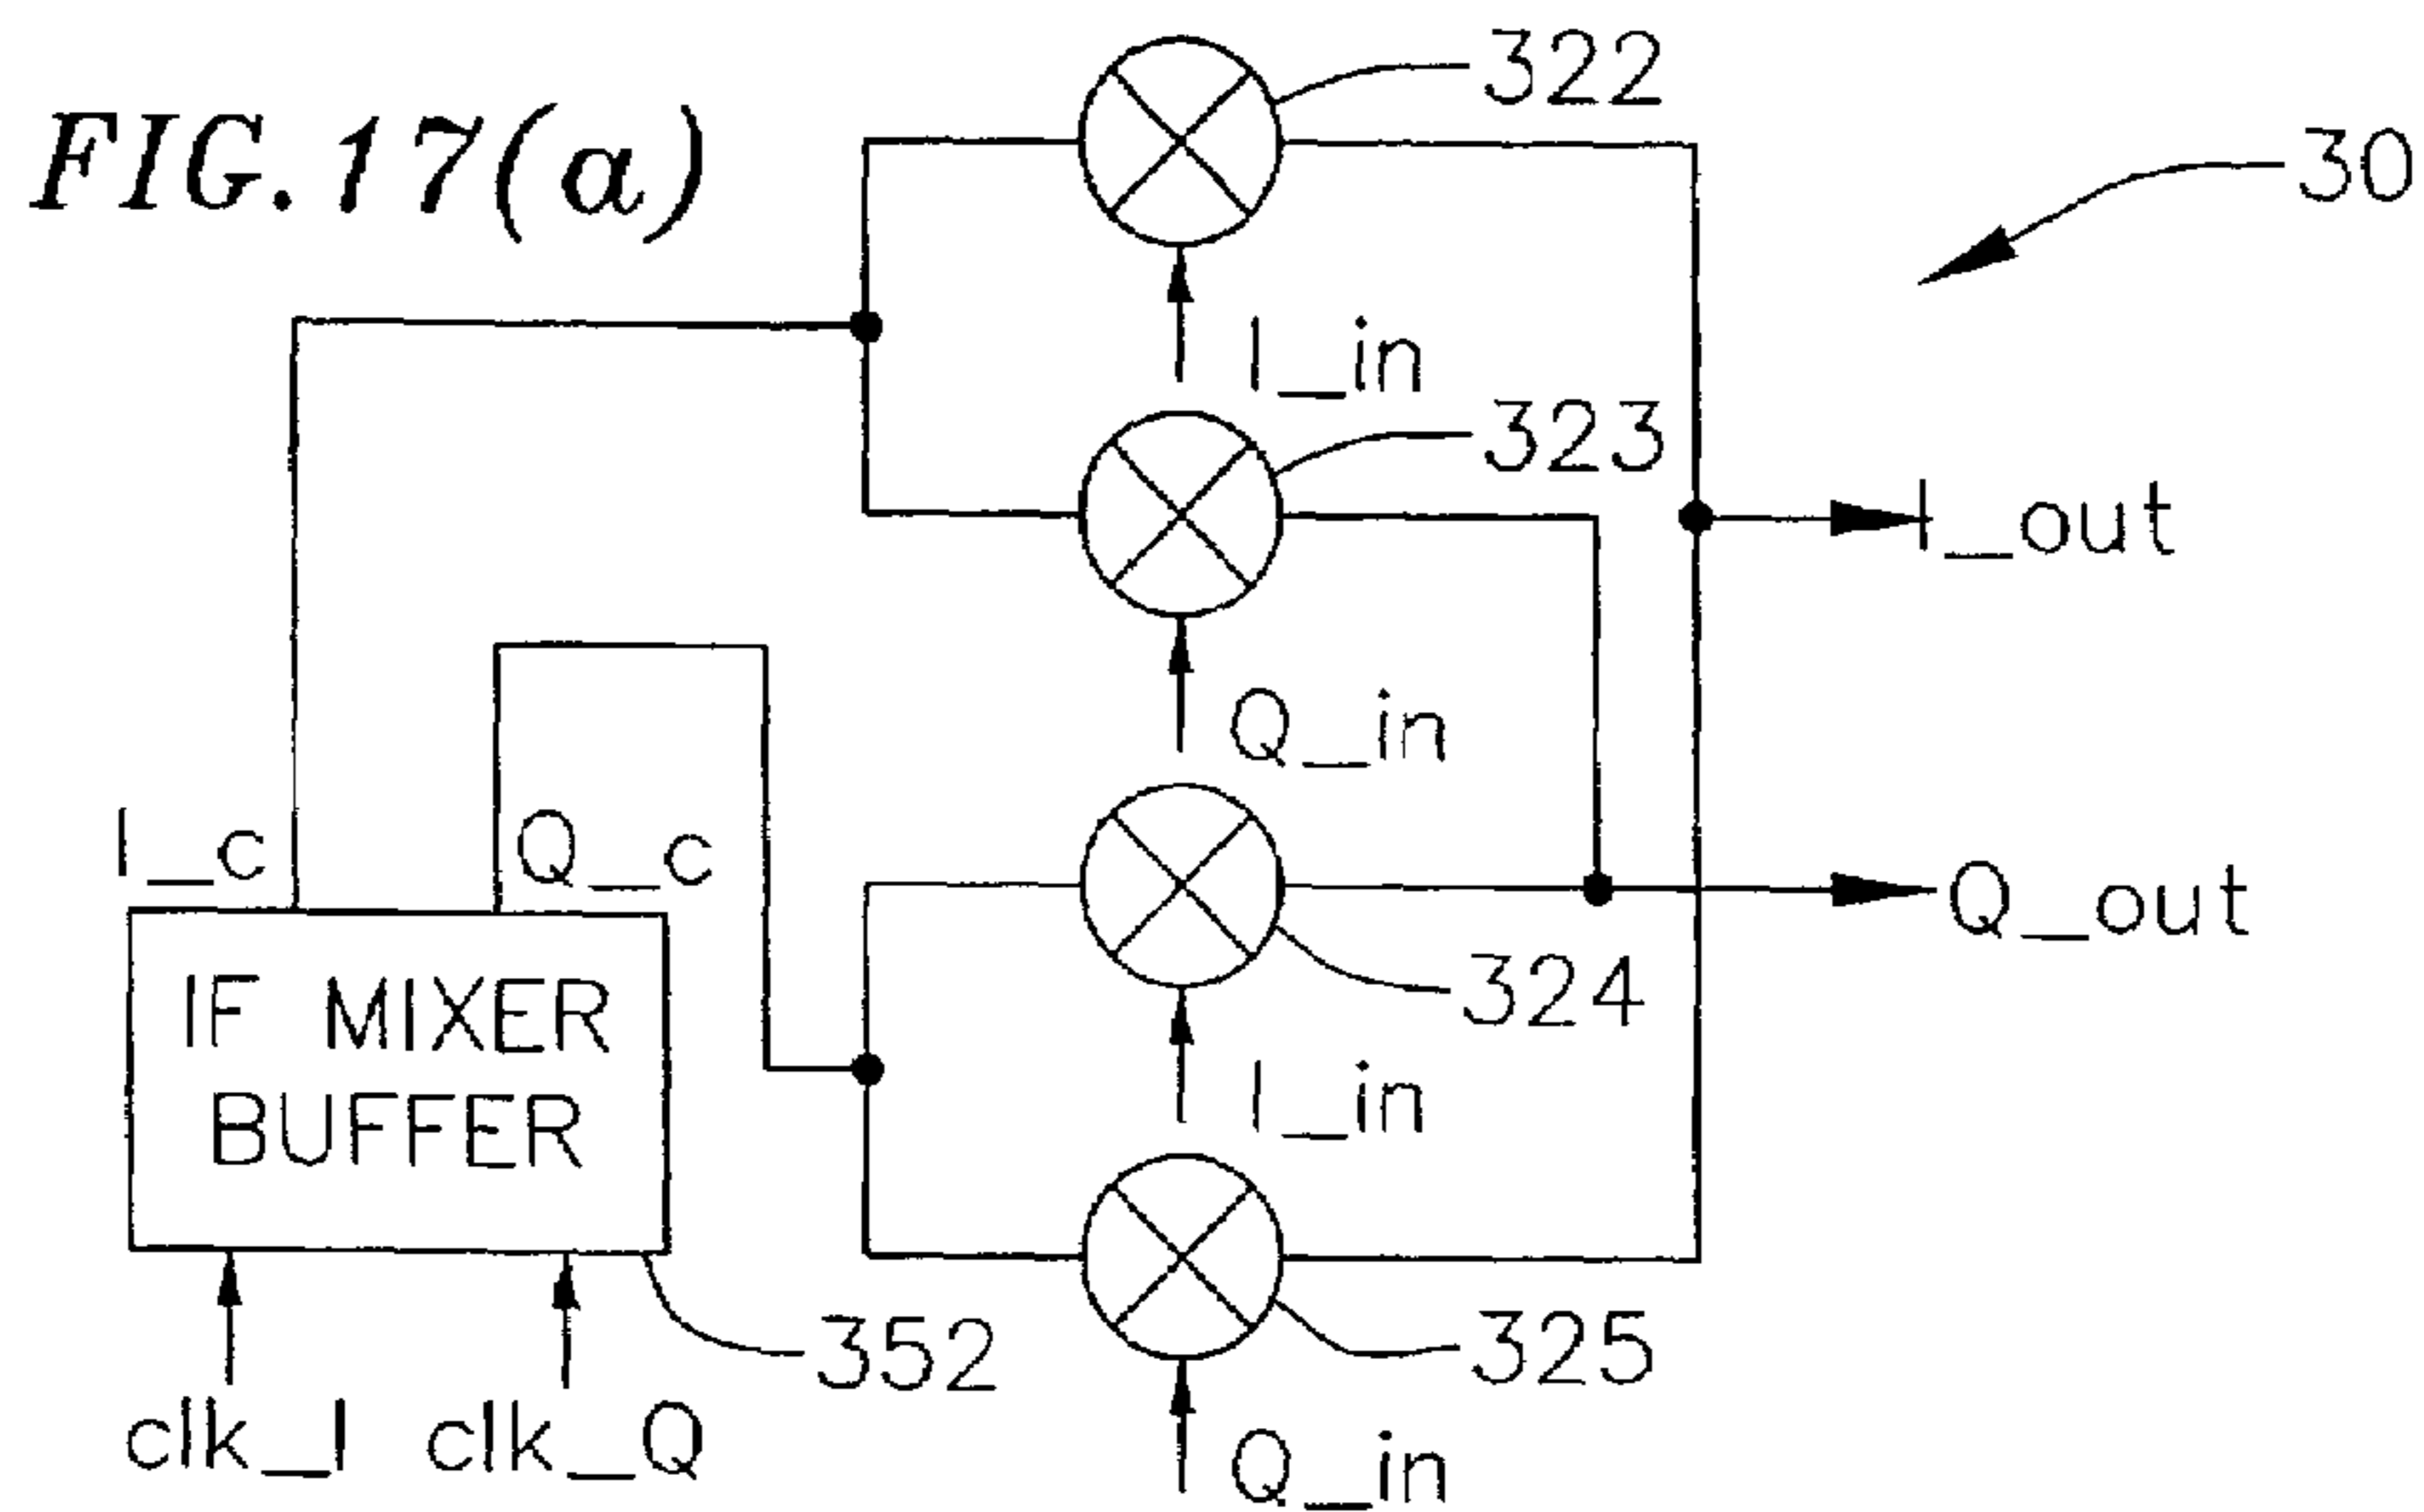 FIG.17(a)
322
30
I_in
323
I_out
Q_in
I_c
Q_c
Q_out
IF MIXER
BUFFER
324
I_in
352
325
clk_I
clk_Q
Q_in